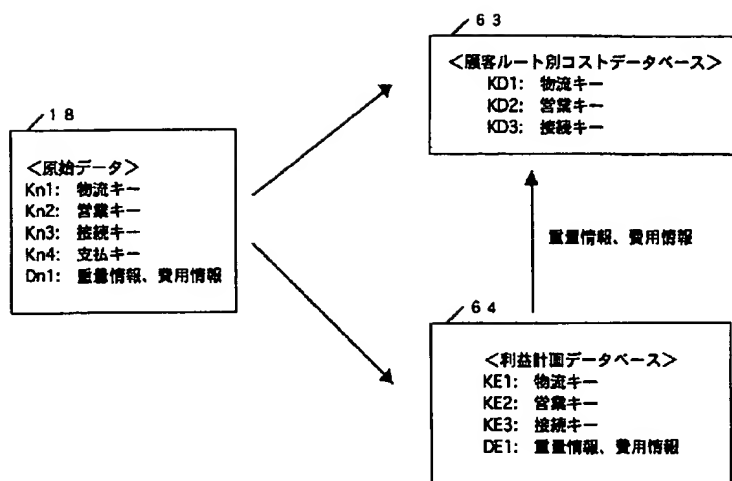 18
<原始データ>
Kn1: 物流キー
Kn2: 営業キー
Kn3: 接続キー
Kn4: 支払キー
Dn1: 重量情報、費用情報
63
<顧客ルート別コストデータベース>
KD1: 物流キー
KD2: 営業キー
KD3: 接続キー
重量情報、費用情報
64
<利益計画データベース>
KE1: 物流キー
KE2: 営業キー
KE3: 接続キー
DE1: 重量情報、費用情報